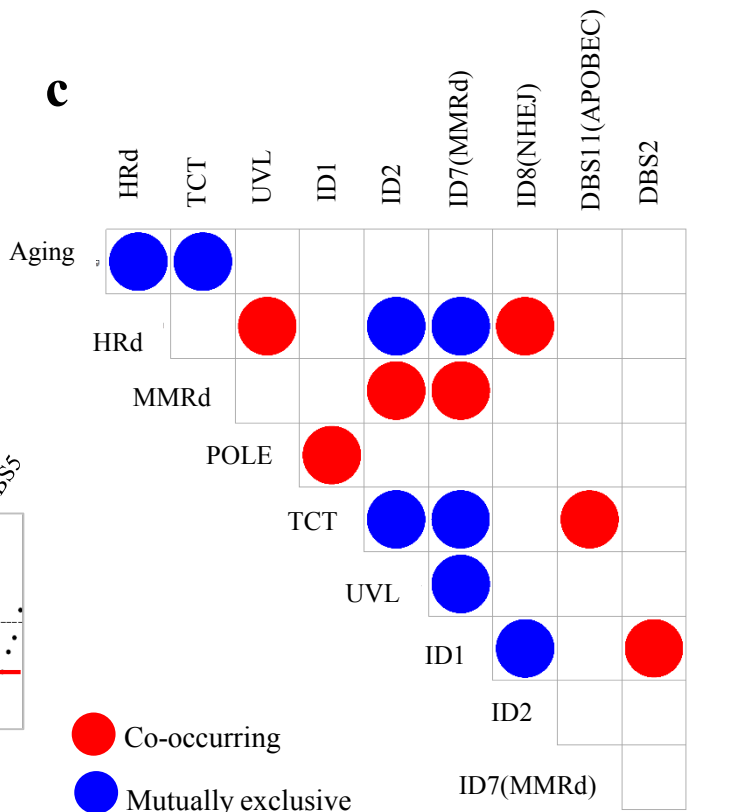 c
HRd
TCT
UVL
ID1
ID2
ID7(MMRd)
ID8(NHEJ)
DBS11(APOBEC)
DBS2
Aging
HRd
MMRd
POLE
TCT
UVL
ID1
ID2
ID7(MMRd)
Co-occurring
Mutually exclusive